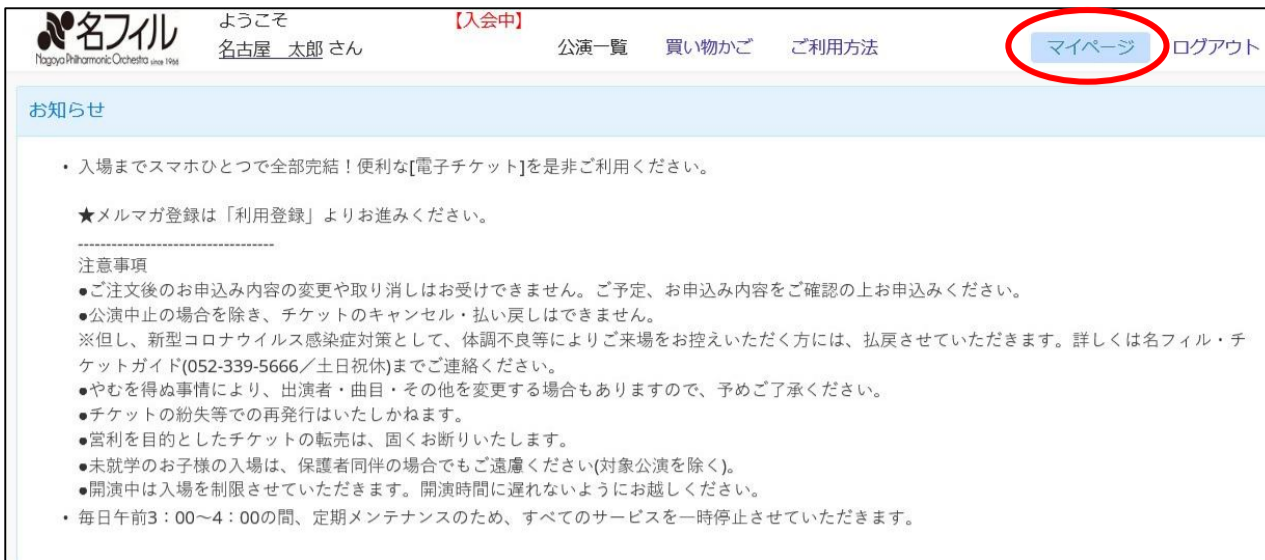 名フィル
Nagoya Philharmonic Orchestra since 1966
ようこそ 【入会中】
名古屋 太郎 さん 公演一覧 買い物かご ご利用方法 マイページ ログアウト
お知らせ
• 入場までスマホひとつで全部完結！便利な[電子チケット]を是非ご利用ください。
★メルマガ登録は「利用登録」よりお進みください。
-----------------------------------
注意事項
●ご注文後のお申込み内容の変更や取り消しはお受けできません。ご予定、お申込み内容をご確認の上お申込みください。
●公演中止の場合を除き、チケットのキャンセル・払い戻しはできません。
※但し、新型コロナウイルス感染症対策として、体調不良等によりご来場をお控えいただく方には、払戻させていただきます。詳しくは名フィル・チ
ケットガイド(052-339-5666／土日祝休)までご連絡ください。
●やむを得ぬ事情により、出演者・曲目・その他を変更する場合もありますので、予めご了承ください。
●チケットの紛失等での再発行はいたしかねます。
●営利を目的としたチケットの転売は、固くお断りいたします。
●未就学のお子様の入場は、保護者同伴の場合でもご遠慮ください(対象公演を除く)。
●開演中は入場を制限させていただきます。開演時間に遅れないようにお越しください。
• 毎日午前3：00～4：00の間、定期メンテナンスのため、すべてのサービスを一時停止させていただきます。